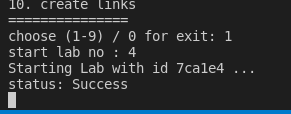 10. create links
===============
choose (1-9) / 0 for exit: 1
start lab no : 4
Starting Lab with id 7ca1e4 ...
status: Success